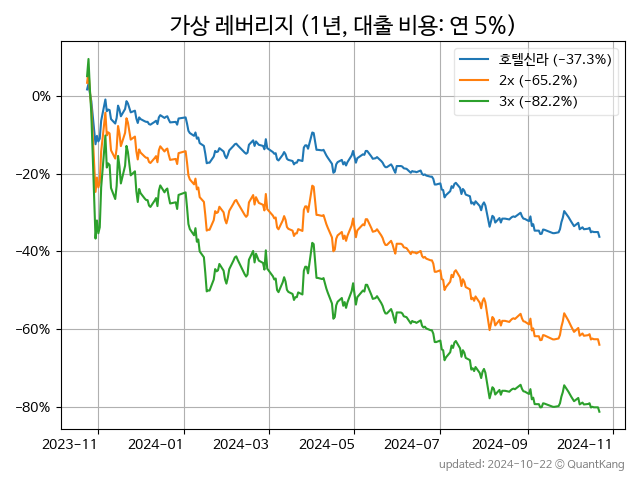 가상 레버리지 (1년, 대출 비용: 연 5%)
호텔신라 (−37.3%)
2x (−65.2%)
3x (−82.2%)
0%
−20%
−40%
−60%
−80%
2023−11 2024−01 2024−03 2024−05 2024−07 2024−09 2024−11
updated: 2024−10−22 © QuantKang